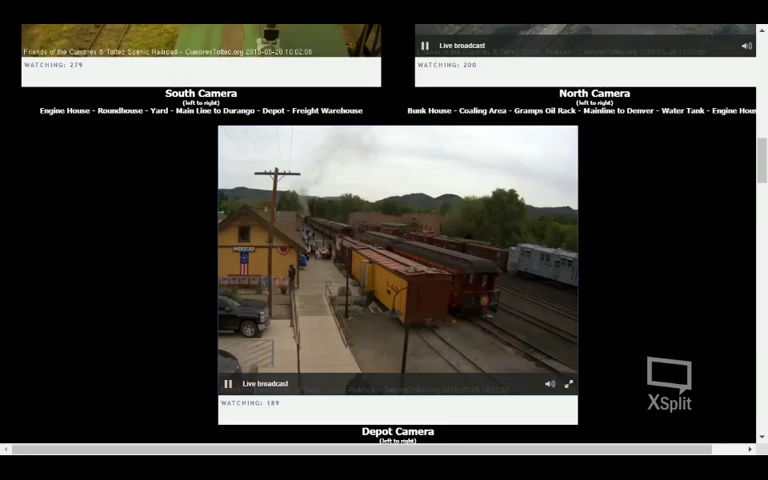 Friends of the Cumbres & Toltec Scenic Railroad - CumbresToltec.org 2018-05-26 10:02:08
Live broadcast
WATCHING: 279
WATCHING: 200
South Camera
(left to right)
Engine House - Roundhouse - Yard - Main Line to Durango - Depot - Freight Warehouse
North Camera
(left to right)
Bunk House - Coaling Area - Gramps Oil Rack - Mainline to Denver - Water Tank - Engine Hous
Live broadcast
WATCHING: 189
XSplit
Depot Camera
(left to right)